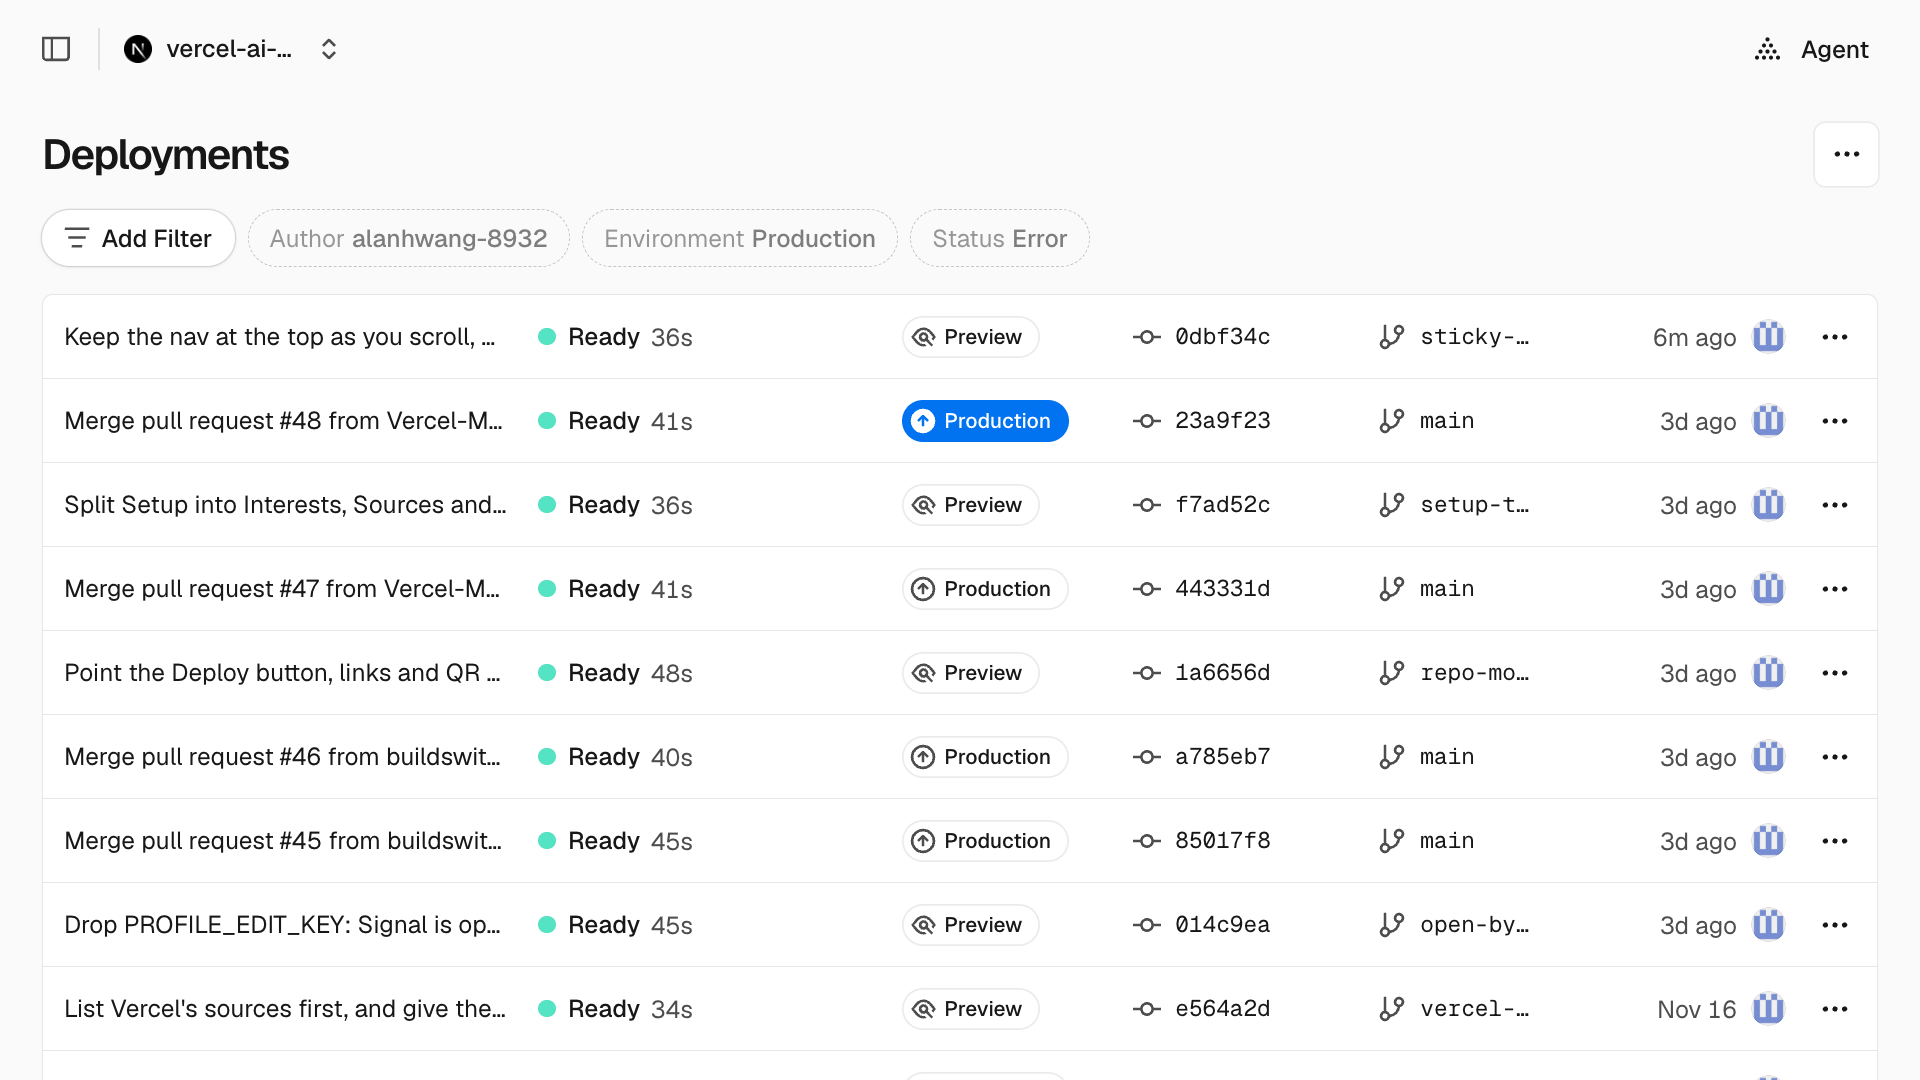 vercel-ai-...
Agent
Deployments
Add Filter
Author alanhwang-8932
Environment Production
Status Error
Keep the nav at the top as you scroll, ... Ready 36s Preview 0dbf34c sticky-... 6m ago
Merge pull request #48 from Vercel-M... Ready 41s Production 23a9f23 main 3d ago
Split Setup into Interests, Sources and... Ready 36s Preview f7ad52c setup-t... 3d ago
Merge pull request #47 from Vercel-M... Ready 41s Production 443331d main 3d ago
Point the Deploy button, links and QR ... Ready 48s Preview 1a6656d repo-mo... 3d ago
Merge pull request #46 from buildswit... Ready 40s Production a785eb7 main 3d ago
Merge pull request #45 from buildswit... Ready 45s Production 85017f8 main 3d ago
Drop PROFILE_EDIT_KEY: Signal is op... Ready 45s Preview 014c9ea open-by... 3d ago
List Vercel's sources first, and give the... Ready 34s Preview e564a2d vercel-... Nov 16